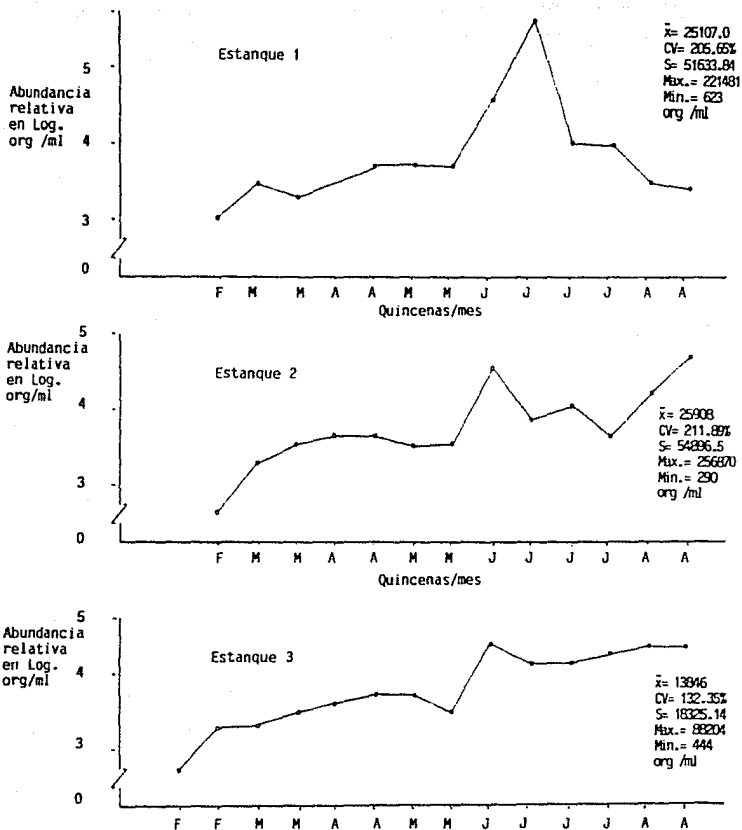 Estanque 1
x̄= 25107.0
CV= 205.65%
S= 51633.84
Max.= 221481
Min.= 623
org /ml
Abundancia
relativa
en Log.
org /ml
5
4
3
0
F M M A A M M J J J J A A
Quincenas/mes
Estanque 2
Abundancia
relativa
en Log.
org/ml
5
4
3
0
x̄= 25908
CV= 211.89%
S= 54896.5
Max.= 256870
Min.= 290
org /ml
F M M A A M M J J J J A A
Quincenas/mes
Estanque 3
Abundancia
relativa
en Log.
org/ml
5
4
3
0
x̄= 13846
CV= 132.35%
S= 18325.14
Max.= 88204
Min.= 444
org /ml
F F M M A A M M J J J J A A